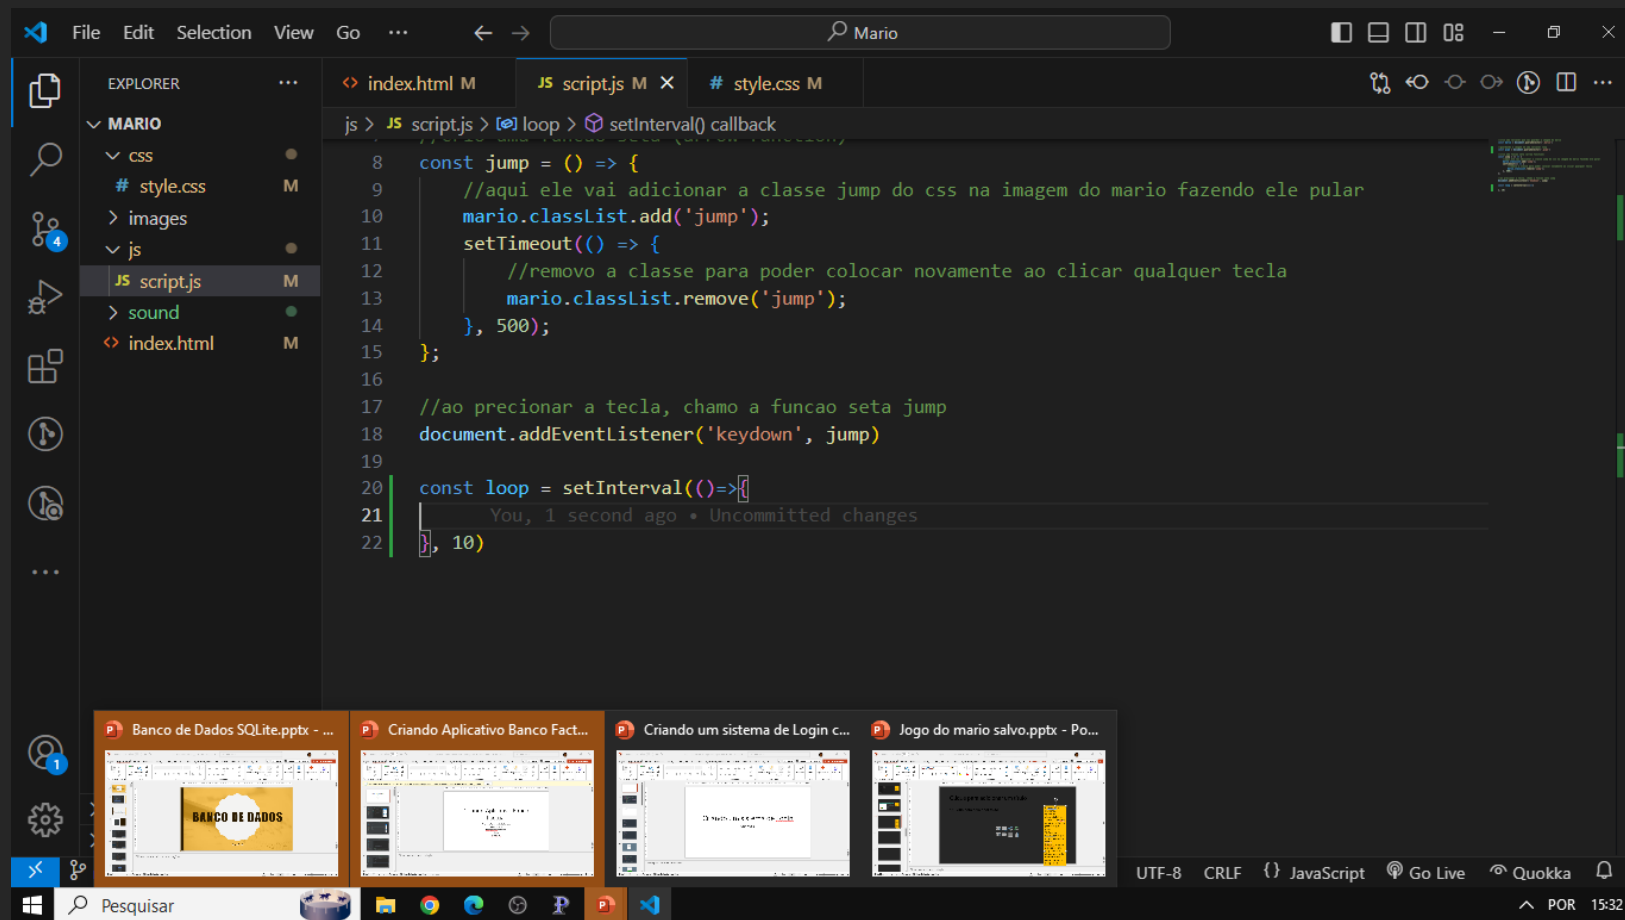 File Edit Selection View Go ··· Mario
EXPLORER ···
index.html M JS script.js M # style.css M
MARIO
css
# style.css M
images
js
JS script.js M
sound
index.html M
js > JS script.js > loop > setInterval() callback
8 const jump = () => {
9 //aqui ele vai adicionar a classe jump do css na imagem do mario fazendo ele pular
10 mario.classList.add('jump');
11 setTimeout(() => {
12 //removo a classe para poder colocar novamente ao clicar qualquer tecla
13 mario.classList.remove('jump');
14 }, 500);
15 };
16
17 //ao precionar a tecla, chamo a funcao seta jump
18 document.addEventListener('keydown', jump)
19
20 const loop = setInterval(()=>{
21 You, 1 second ago • Uncommitted changes
22 }, 10)
4
1
Banco de Dados SQLite.pptx - ...
Criando Aplicativo Banco Fact...
Criando um sistema de Login c...
Jogo do mario salvo.pptx - Po...
BANCO DE DADOS
UTF-8 CRLF {} JavaScript Go Live Quokka
Pesquisar
POR 15:32